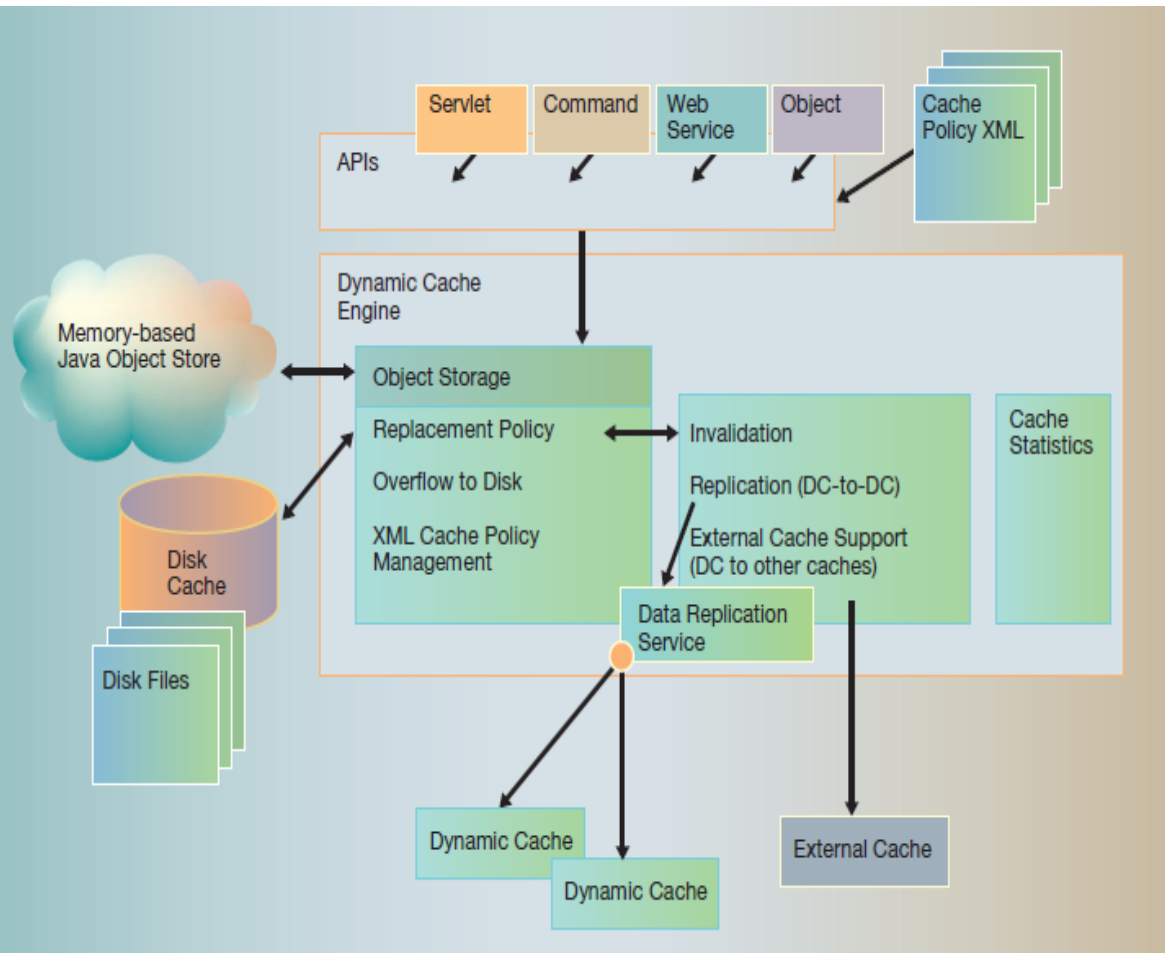 Servlet
Command
Web
Service
Object
Cache
Policy XML
APIs
Dynamic Cache
Engine
Memory-based
Java Object Store
Object Storage
Replacement Policy
Overflow to Disk
XML Cache Policy
Management
Invalidation
Replication (DC-to-DC)
External Cache Support
(DC to other caches)
Cache
Statistics
Disk
Cache
Data Replication
Service
Disk Files
Dynamic Cache
Dynamic Cache
External Cache